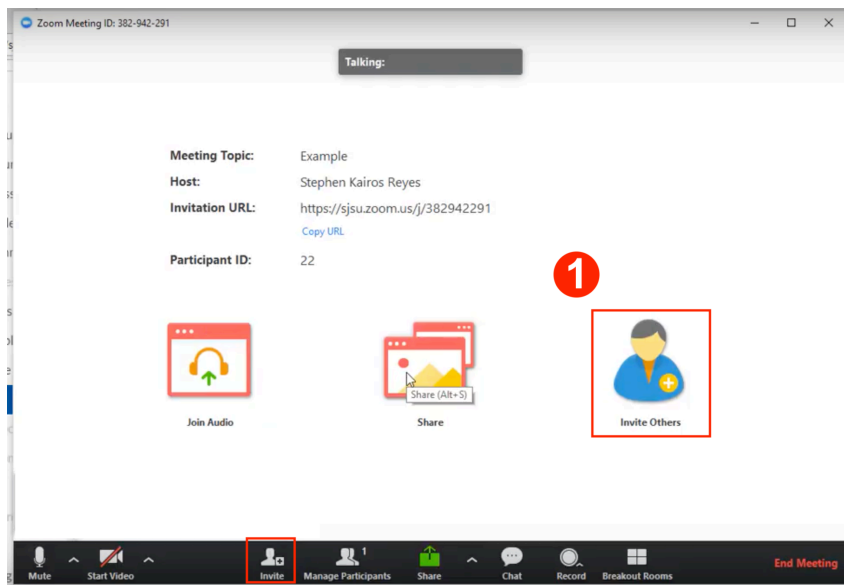 Zoom Meeting ID: 382-942-291
Talking:
Meeting Topic: Example
Host: Stephen Kairos Reyes
Invitation URL: https://sjsu.zoom.us/j/382942291
Copy URL
Participant ID: 22
1
Share (Alt+S)
Join Audio Share Invite Others
1
Mute Start Video Invite Manage Participants Share Chat Record Breakout Rooms End Meeting